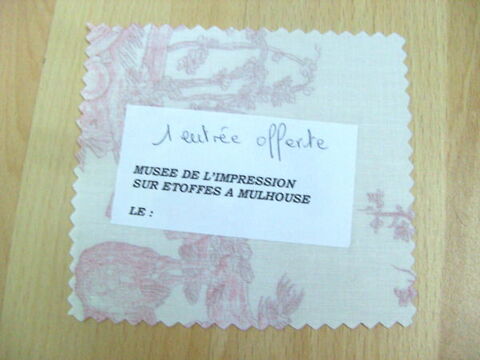 1 entrée offerte
MUSEE DE L'IMPRESSION
SUR ETOFFES A MULHOUSE
LE :